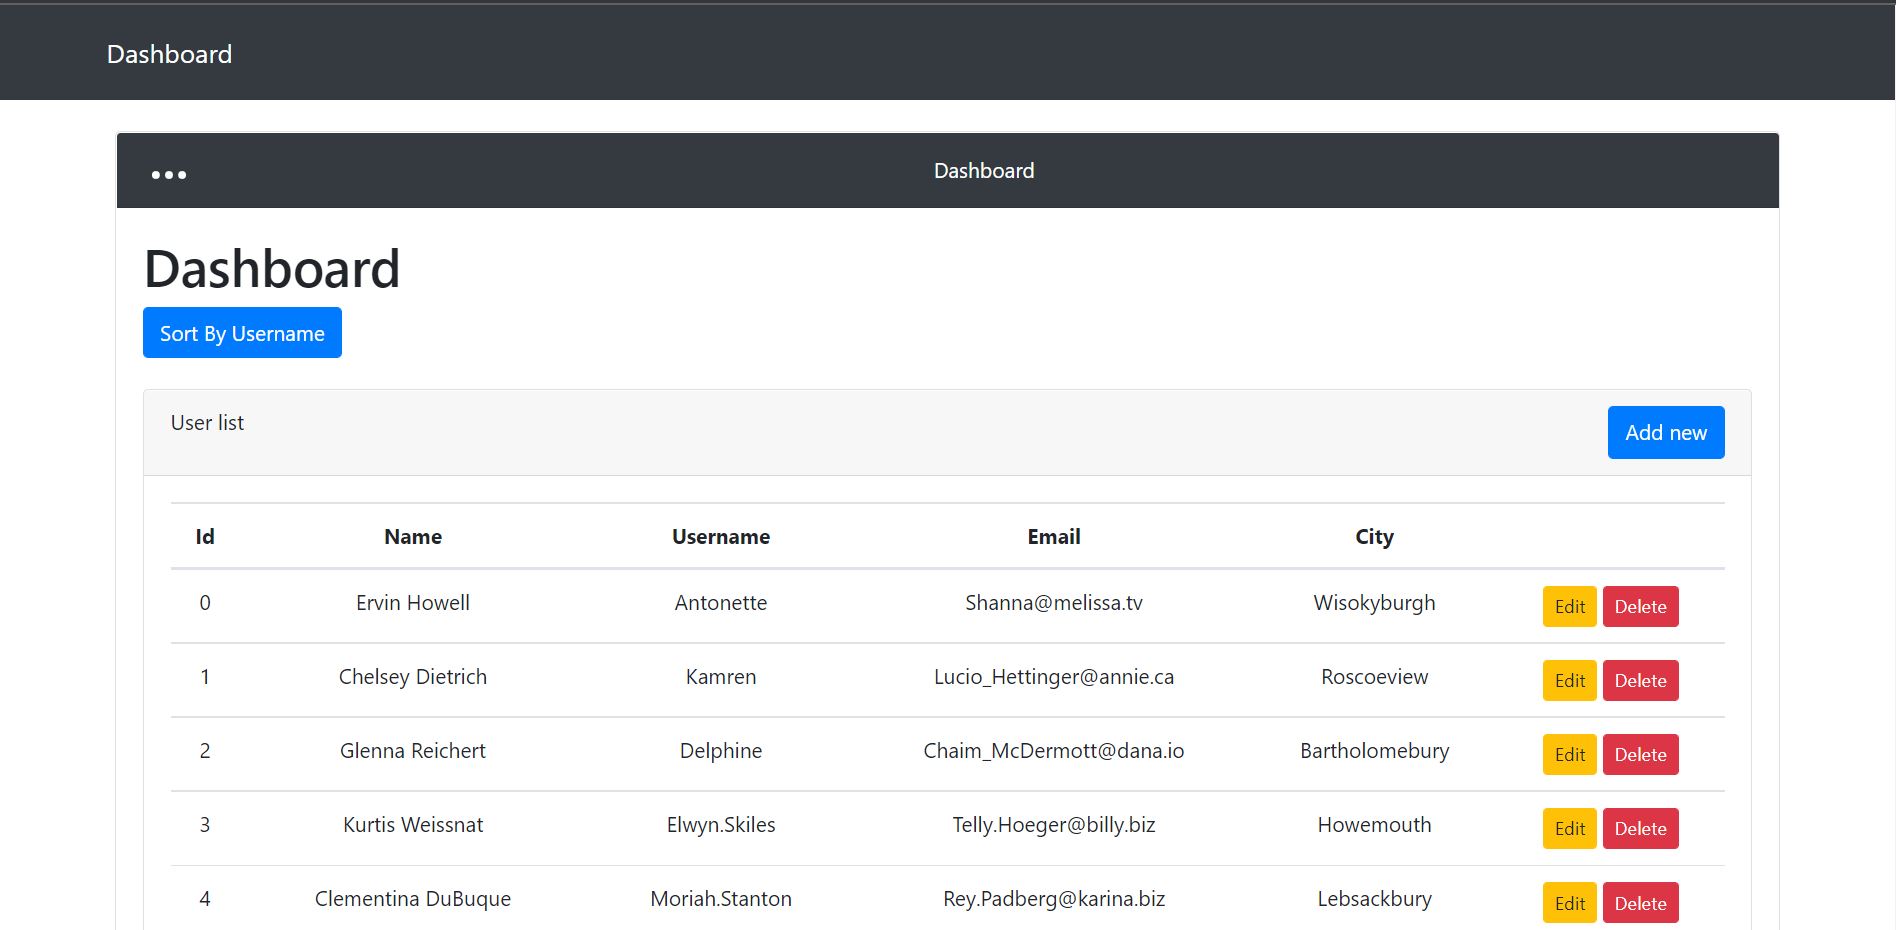 Dashboard
Dashboard
Dashboard
Sort By Username
User list
Add new
Id Name Username Email City
0 Ervin Howell Antonette Shanna@melissa.tv Wisokyburgh Edit Delete
1 Chelsey Dietrich Kamren Lucio_Hettinger@annie.ca Roscoeview Edit Delete
2 Glenna Reichert Delphine Chaim_McDermott@dana.io Bartholomebury Edit Delete
3 Kurtis Weissnat Elwyn.Skiles Telly.Hoeger@billy.biz Howemouth Edit Delete
4 Clementina DuBuque Moriah.Stanton Rey.Padberg@karina.biz Lebsackbury Edit Delete